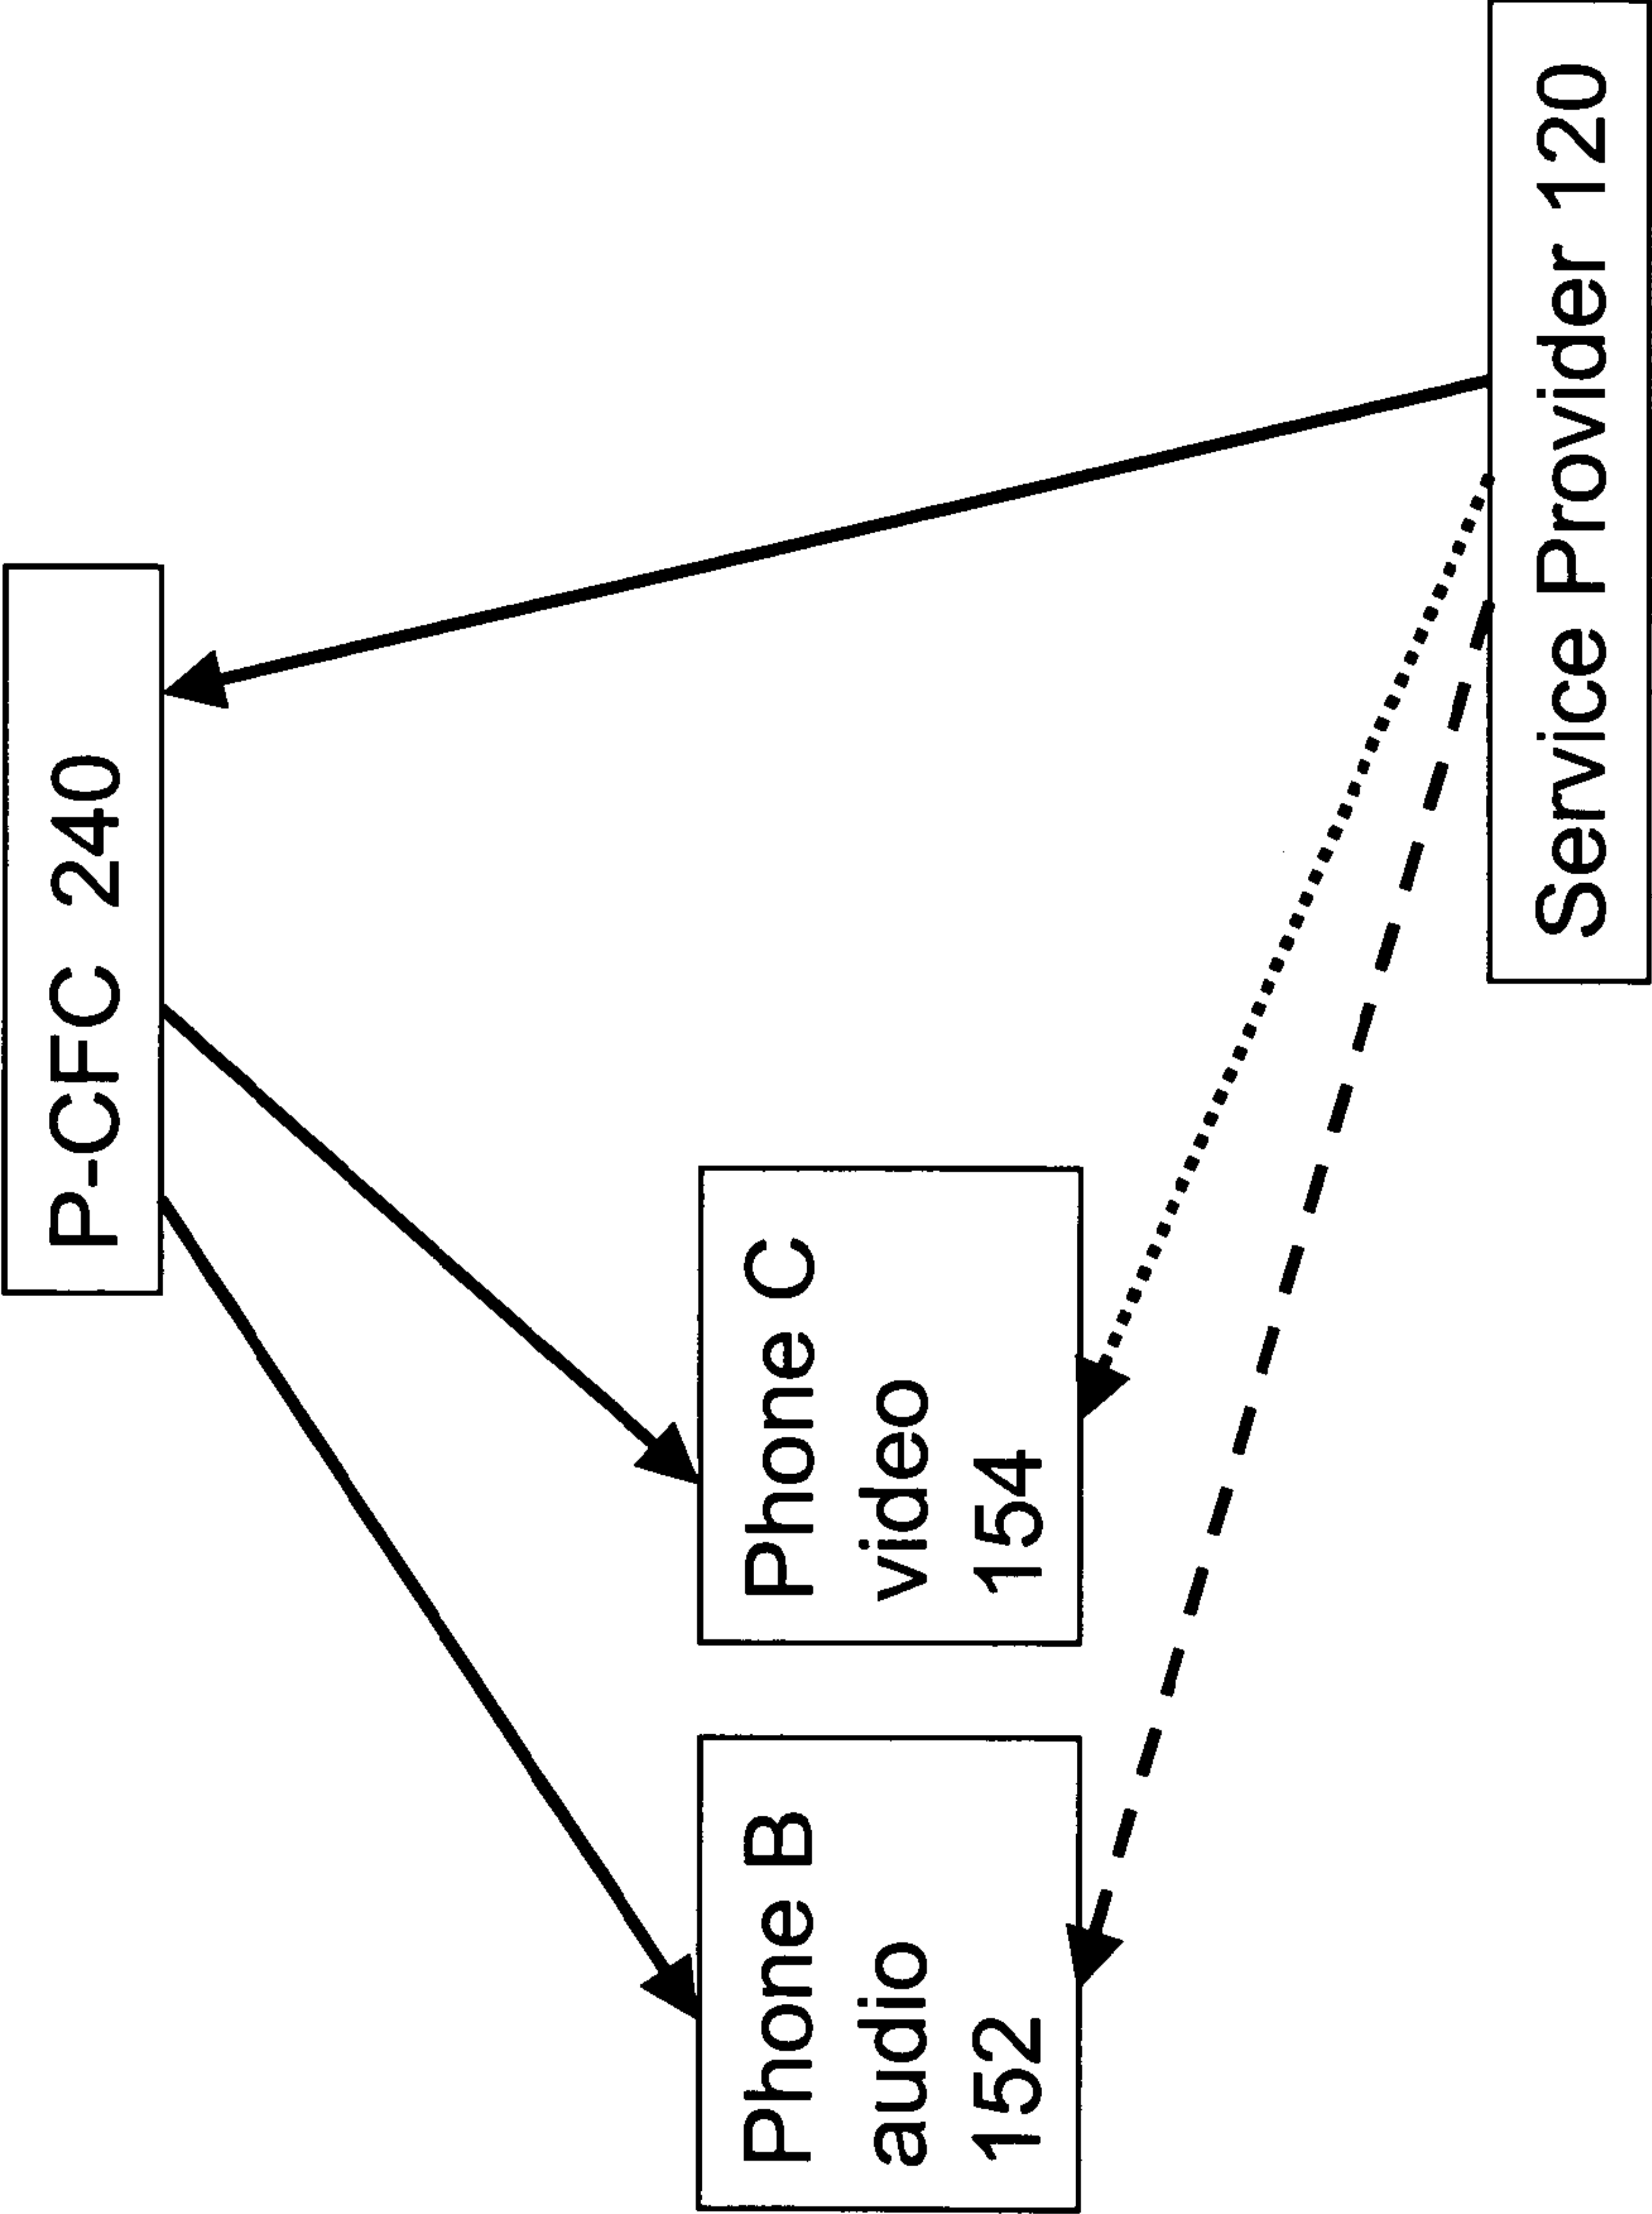 P-CFC 240
Phone B
audio
152
Phone C
video
154
Service Provider 120